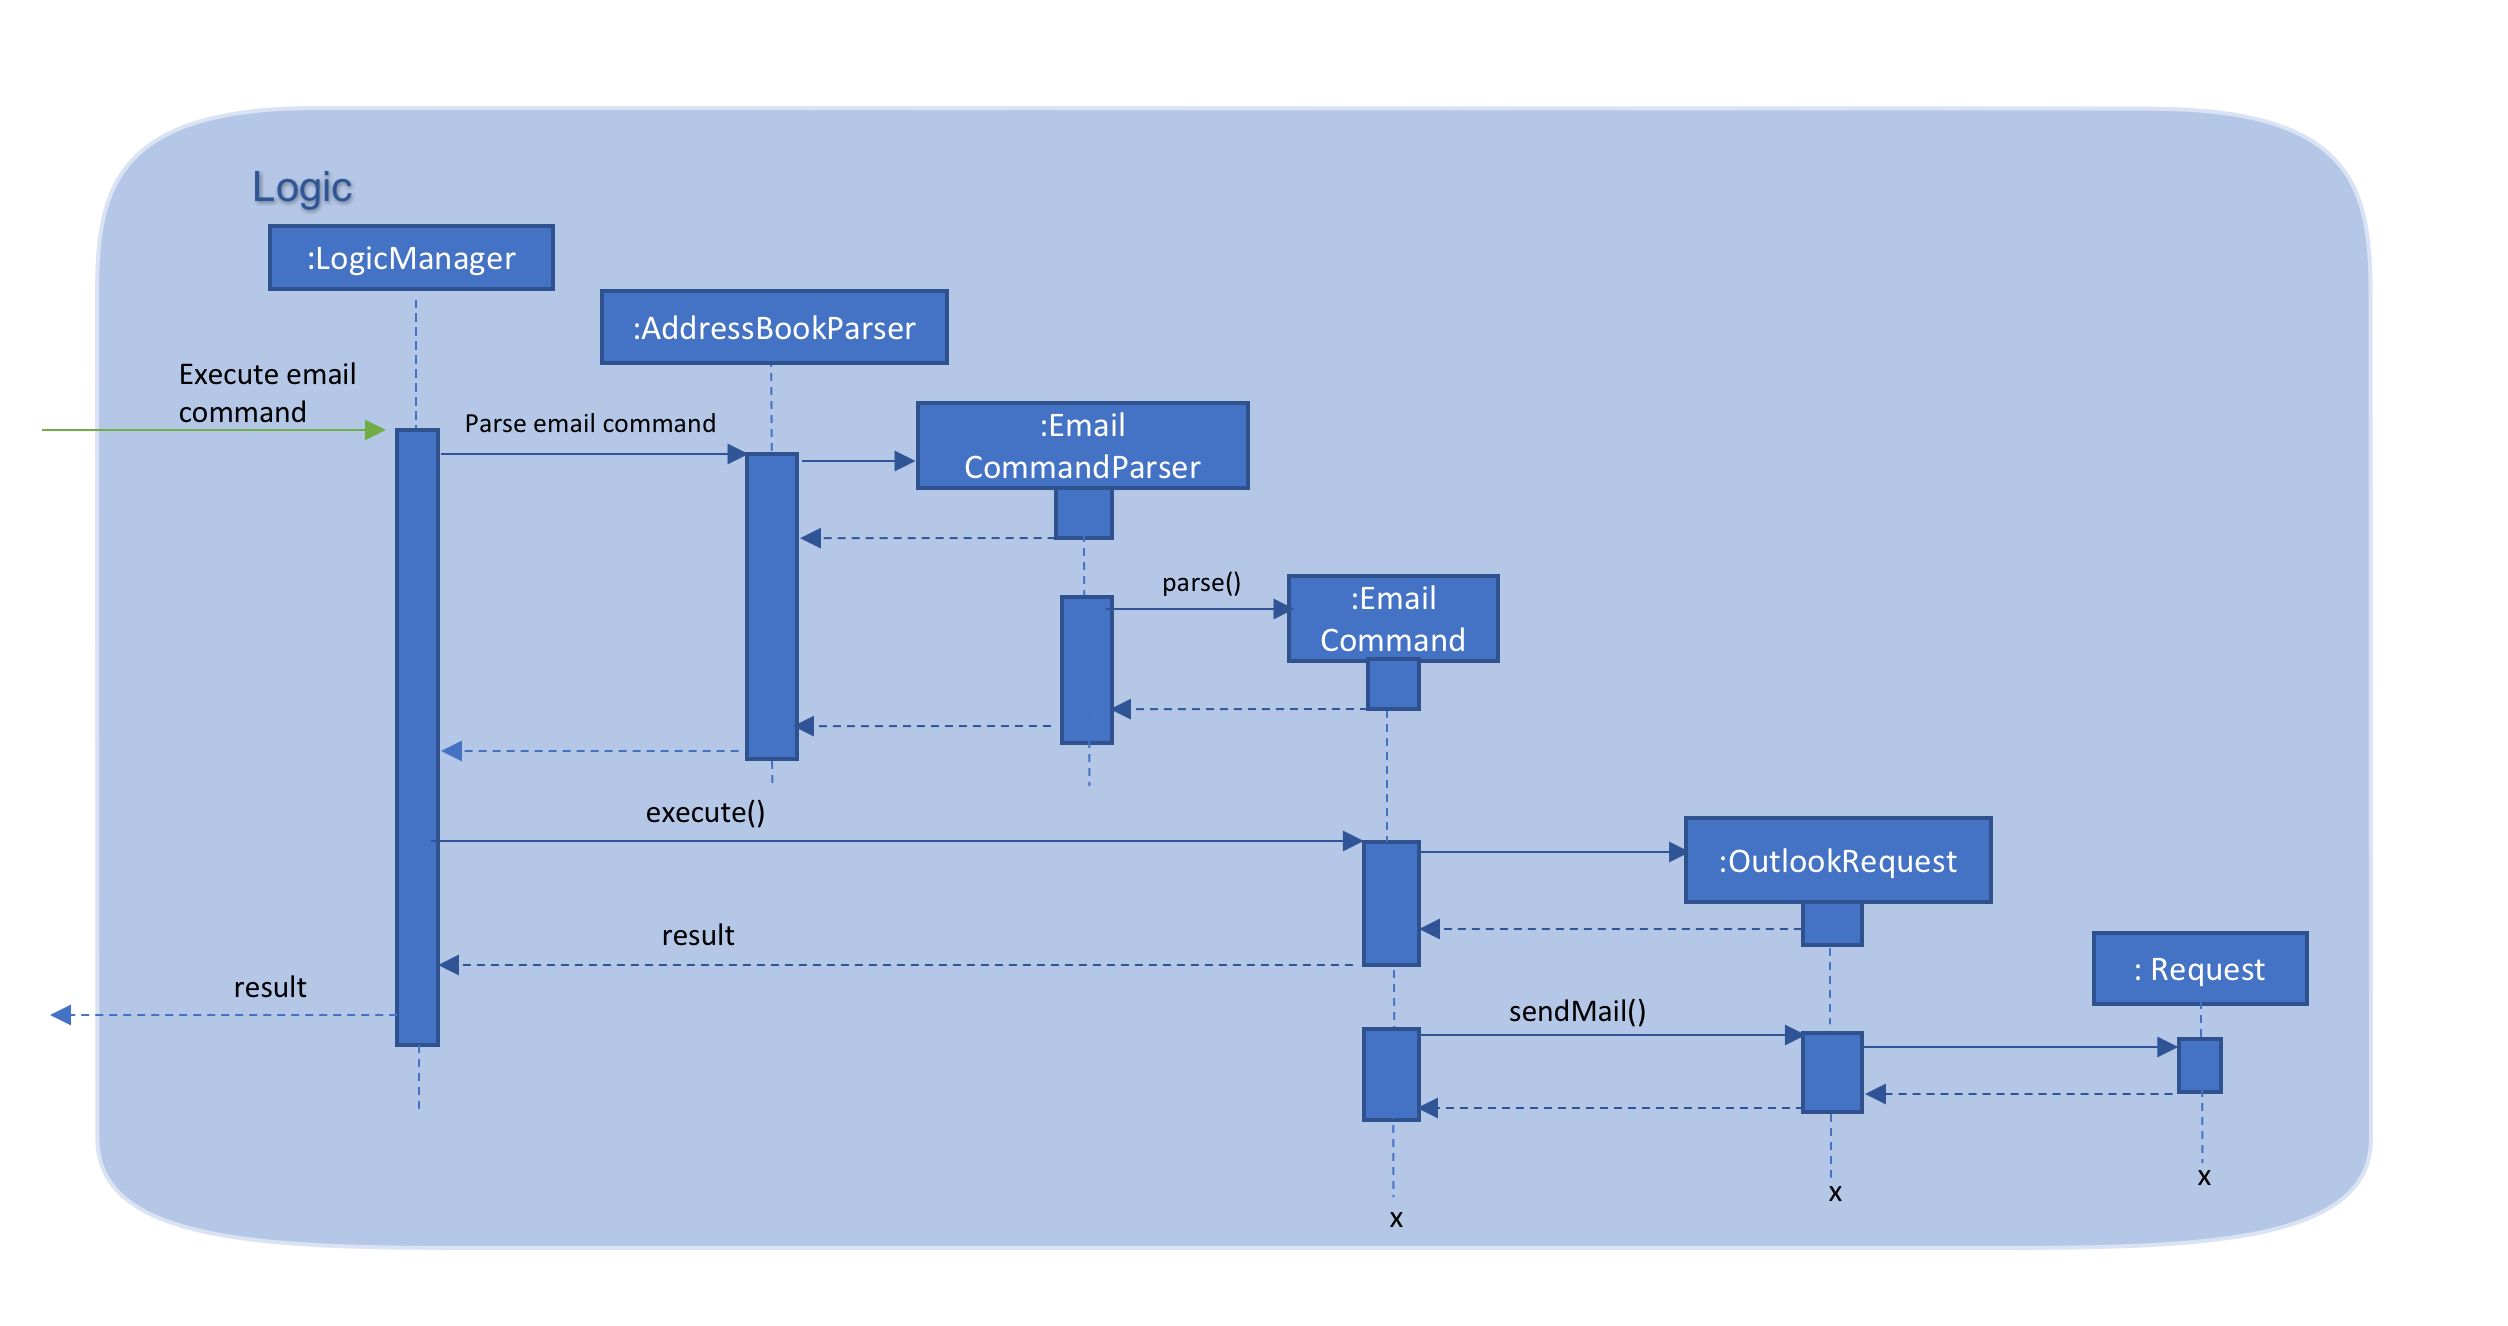 Logic
:LogicManager
:AddressBookParser
Execute email
command
Parse email command
:Email
CommandParser
parse()
:Email
Command
execute()
:OutlookRequest
result
: Request
result
sendMail()
x
x
x